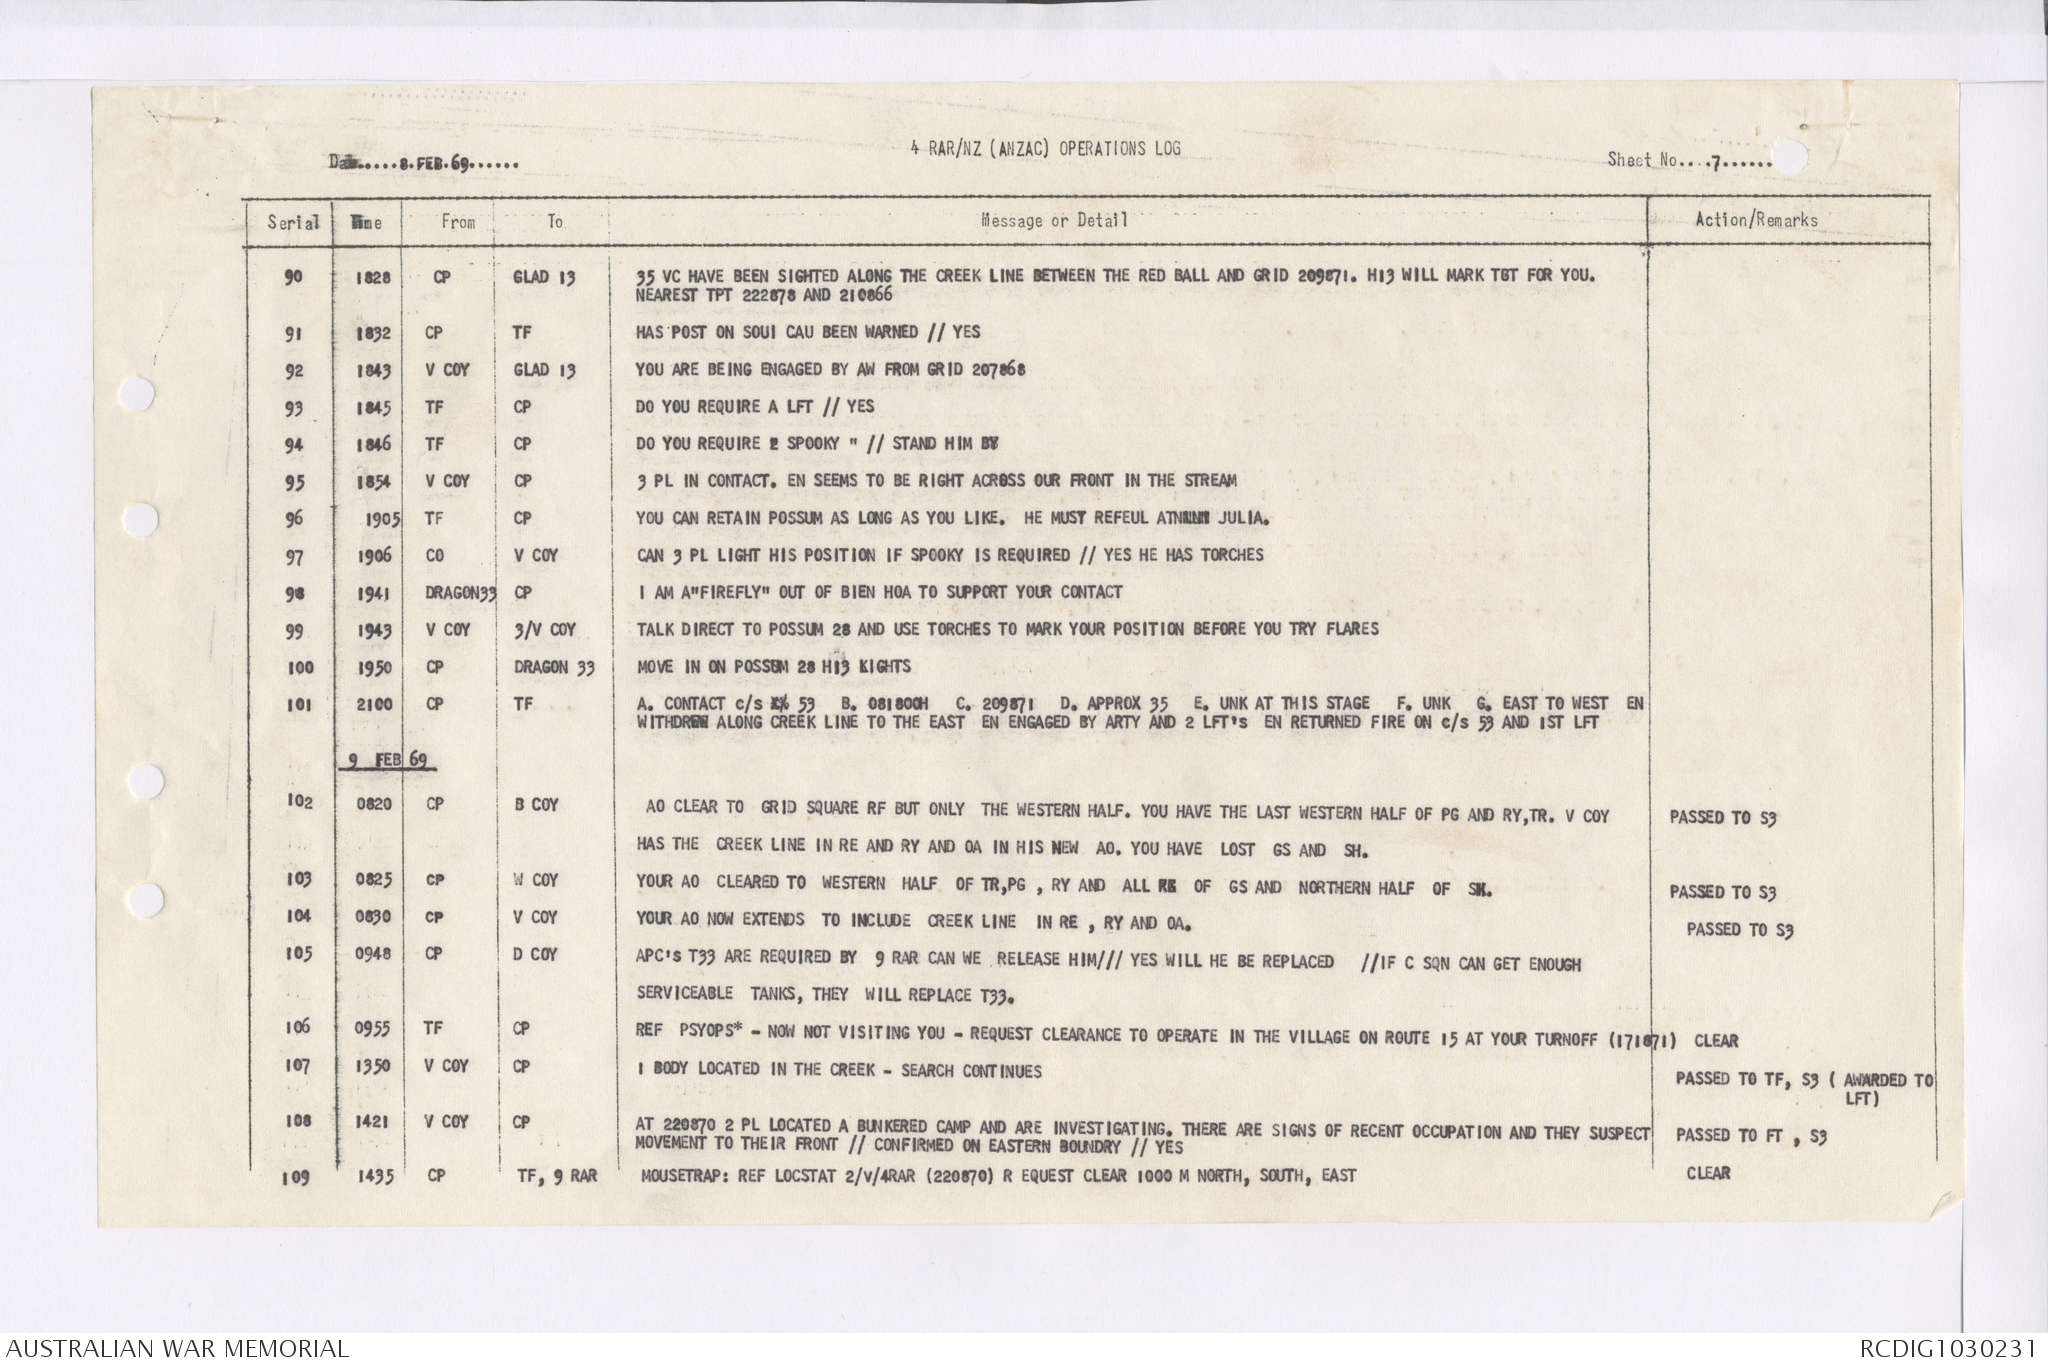 Date.....8.FEB.69......
4 RAR/NZ (ANZAC) OPERATIONS LOG
Sheet No....7......
Serial Time From To Message or Detail Action/Remarks
90 1828 CP GLAD 13 35 VC HAVE BEEN SIGHTED ALONG THE CREEK LINE BETWEEN THE RED BALL AND GRID 209871. H13 WILL MARK TGT FOR YOU.
NEAREST TPT 222878 AND 210866
91 1832 CP TF HAS POST ON SOUI CAU BEEN WARNED // YES
92 1843 V COY GLAD 13 YOU ARE BEING ENGAGED BY AW FROM GRID 207868
93 1845 TF CP DO YOU REQUIRE A LFT // YES
94 1846 TF CP DO YOU REQUIRE 2 SPOOKY " // STAND HIM BY
95 1854 V COY CP 3 PL IN CONTACT. EN SEEMS TO BE RIGHT ACROSS OUR FRONT IN THE STREAM
96 1905 TF CP YOU CAN RETAIN POSSUM AS LONG AS YOU LIKE. HE MUST REFEUL AT JULIA.
97 1906 CO V COY CAN 3 PL LIGHT HIS POSITION IF SPOOKY IS REQUIRED // YES HE HAS TORCHES
98 1941 DRAGON33 CP I AM A"FIREFLY" OUT OF BIEN HOA TO SUPPORT YOUR CONTACT
99 1943 V COY 3/V COY TALK DIRECT TO POSSUM 28 AND USE TORCHES TO MARK YOUR POSITION BEFORE YOU TRY FLARES
100 1950 CP DRAGON 33 MOVE IN ON POSSUM 28 H13 LIGHTS
101 2100 CP TF A. CONTACT c/s 53 B. 081800H C. 209871 D. APPROX 35 E. UNK AT THIS STAGE F. UNK G. EAST TO WEST EN
WITHDREW ALONG CREEK LINE TO THE EAST EN ENGAGED BY ARTY AND 2 LFT's EN RETURNED FIRE ON c/s 53 AND 1ST LFT
9 FEB 69
102 0820 CP B COY AO CLEAR TO GRID SQUARE RF BUT ONLY THE WESTERN HALF. YOU HAVE THE LAST WESTERN HALF OF PG AND RY,TR. V COY PASSED TO S3
HAS THE CREEK LINE IN RE AND RY AND OA IN HIS NEW AO. YOU HAVE LOST GS AND SH.
103 0825 CP W COY YOUR AO CLEARED TO WESTERN HALF OF TR,PG , RY AND ALL OF GS AND NORTHERN HALF OF SH. PASSED TO S3
104 0830 CP V COY YOUR AO NOW EXTENDS TO INCLUDE CREEK LINE IN RE , RY AND OA. PASSED TO S3
105 0948 CP D COY APC's T33 ARE REQUIRED BY 9 RAR CAN WE RELEASE HIM/// YES WILL HE BE REPLACED //IF C SQN CAN GET ENOUGH
SERVICEABLE TANKS, THEY WILL REPLACE T33.
106 0955 TF CP REF PSYOPS* - NOW NOT VISITING YOU - REQUEST CLEARANCE TO OPERATE IN THE VILLAGE ON ROUTE 15 AT YOUR TURNOFF (171871) CLEAR
107 1350 V COY CP 1 BODY LOCATED IN THE CREEK - SEARCH CONTINUES PASSED TO TF, S3 ( AWARDED TO
LFT)
108 1421 V COY CP AT 220870 2 PL LOCATED A BUNKERED CAMP AND ARE INVESTIGATING. THERE ARE SIGNS OF RECENT OCCUPATION AND THEY SUSPECT PASSED TO FT , S3
MOVEMENT TO THEIR FRONT // CONFIRMED ON EASTERN BOUNDRY // YES
109 1435 CP TF, 9 RAR MOUSETRAP: REF LOCSTAT 2/V/4RAR (220870) R EQUEST CLEAR 1000 M NORTH, SOUTH, EAST CLEAR
AUSTRALIAN WAR MEMORIAL RCDIG1030231